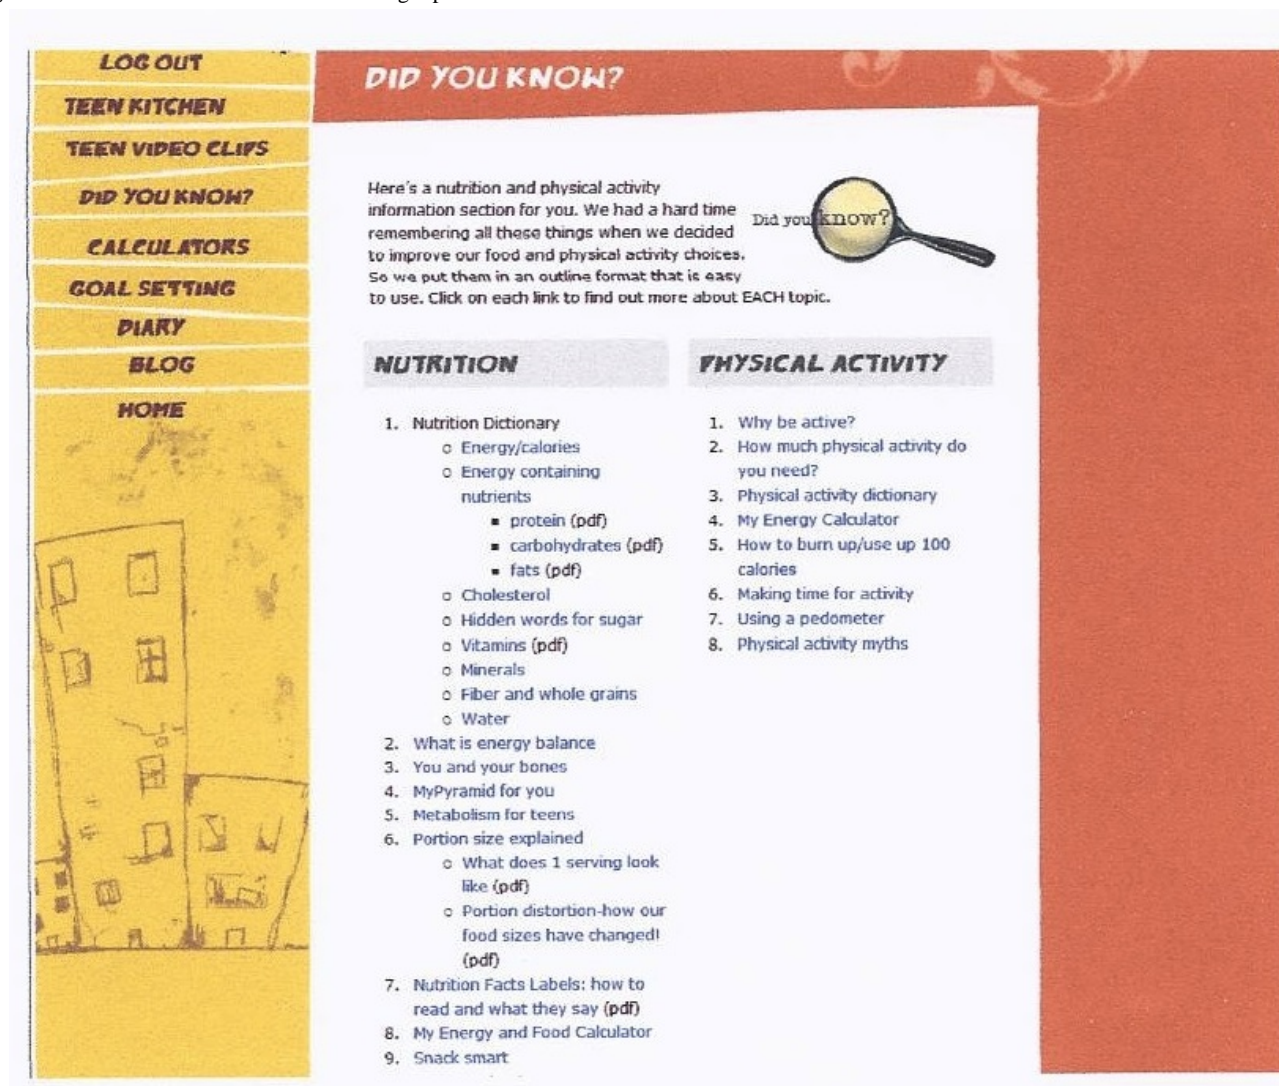 LOG OUT
TEEN KITCHEN
TEEN VIDEO CLIPS
DID YOU KNOW?
CALCULATORS
GOAL SETTING
DIARY
BLOG
HOME
DID YOU KNOW?
Here's a nutrition and physical activity
information section for you. We had a hard time
remembering all these things when we decided
to improve our food and physical activity choices.
So we put them in an outline format that is easy
to use. Click on each link to find out more about EACH topic.
Did you know?
NUTRITION
1. Nutrition Dictionary
o Energy/calories
o Energy containing
nutrients
▪ protein (pdf)
▪ carbohydrates (pdf)
▪ fats (pdf)
o Cholesterol
o Hidden words for sugar
o Vitamins (pdf)
o Minerals
o Fiber and whole grains
o Water
2. What is energy balance
3. You and your bones
4. MyPyramid for you
5. Metabolism for teens
6. Portion size explained
o What does 1 serving look
like (pdf)
o Portion distortion-how our
food sizes have changed!
(pdf)
7. Nutrition Facts Labels: how to
read and what they say (pdf)
8. My Energy and Food Calculator
9. Snack smart
PHYSICAL ACTIVITY
1. Why be active?
2. How much physical activity do
you need?
3. Physical activity dictionary
4. My Energy Calculator
5. How to burn up/use up 100
calories
6. Making time for activity
7. Using a pedometer
8. Physical activity myths